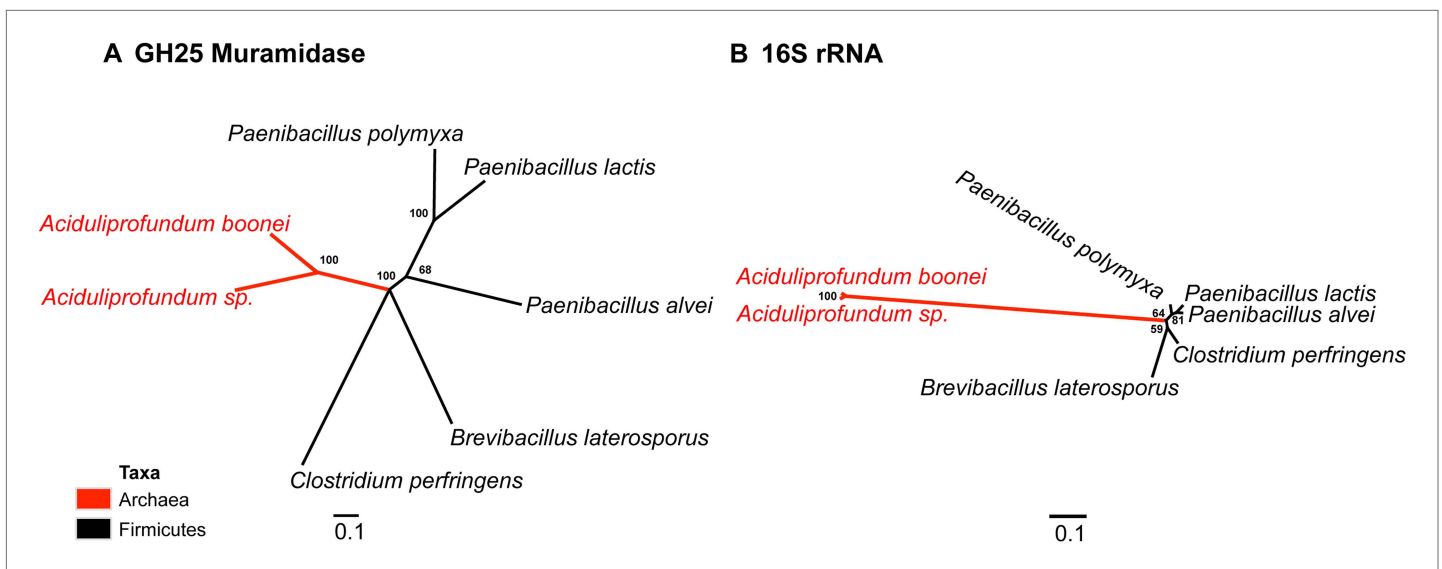 A GH25 Muramidase
Paenibacillus polymyxa
Paenibacillus lactis
100
Aciduliprofundum boonei
100
100
68
Aciduliprofundum sp.
Paenibacillus alvei
Brevibacillus laterosporus
Clostridium perfringens
Taxa
Archaea
Firmicutes
0.1
B 16S rRNA
Paenibacillus polymyxa
Aciduliprofundum boonei
100
Aciduliprofundum sp.
Paenibacillus lactis
64
81
Paenibacillus alvei
59
Clostridium perfringens
Brevibacillus laterosporus
0.1